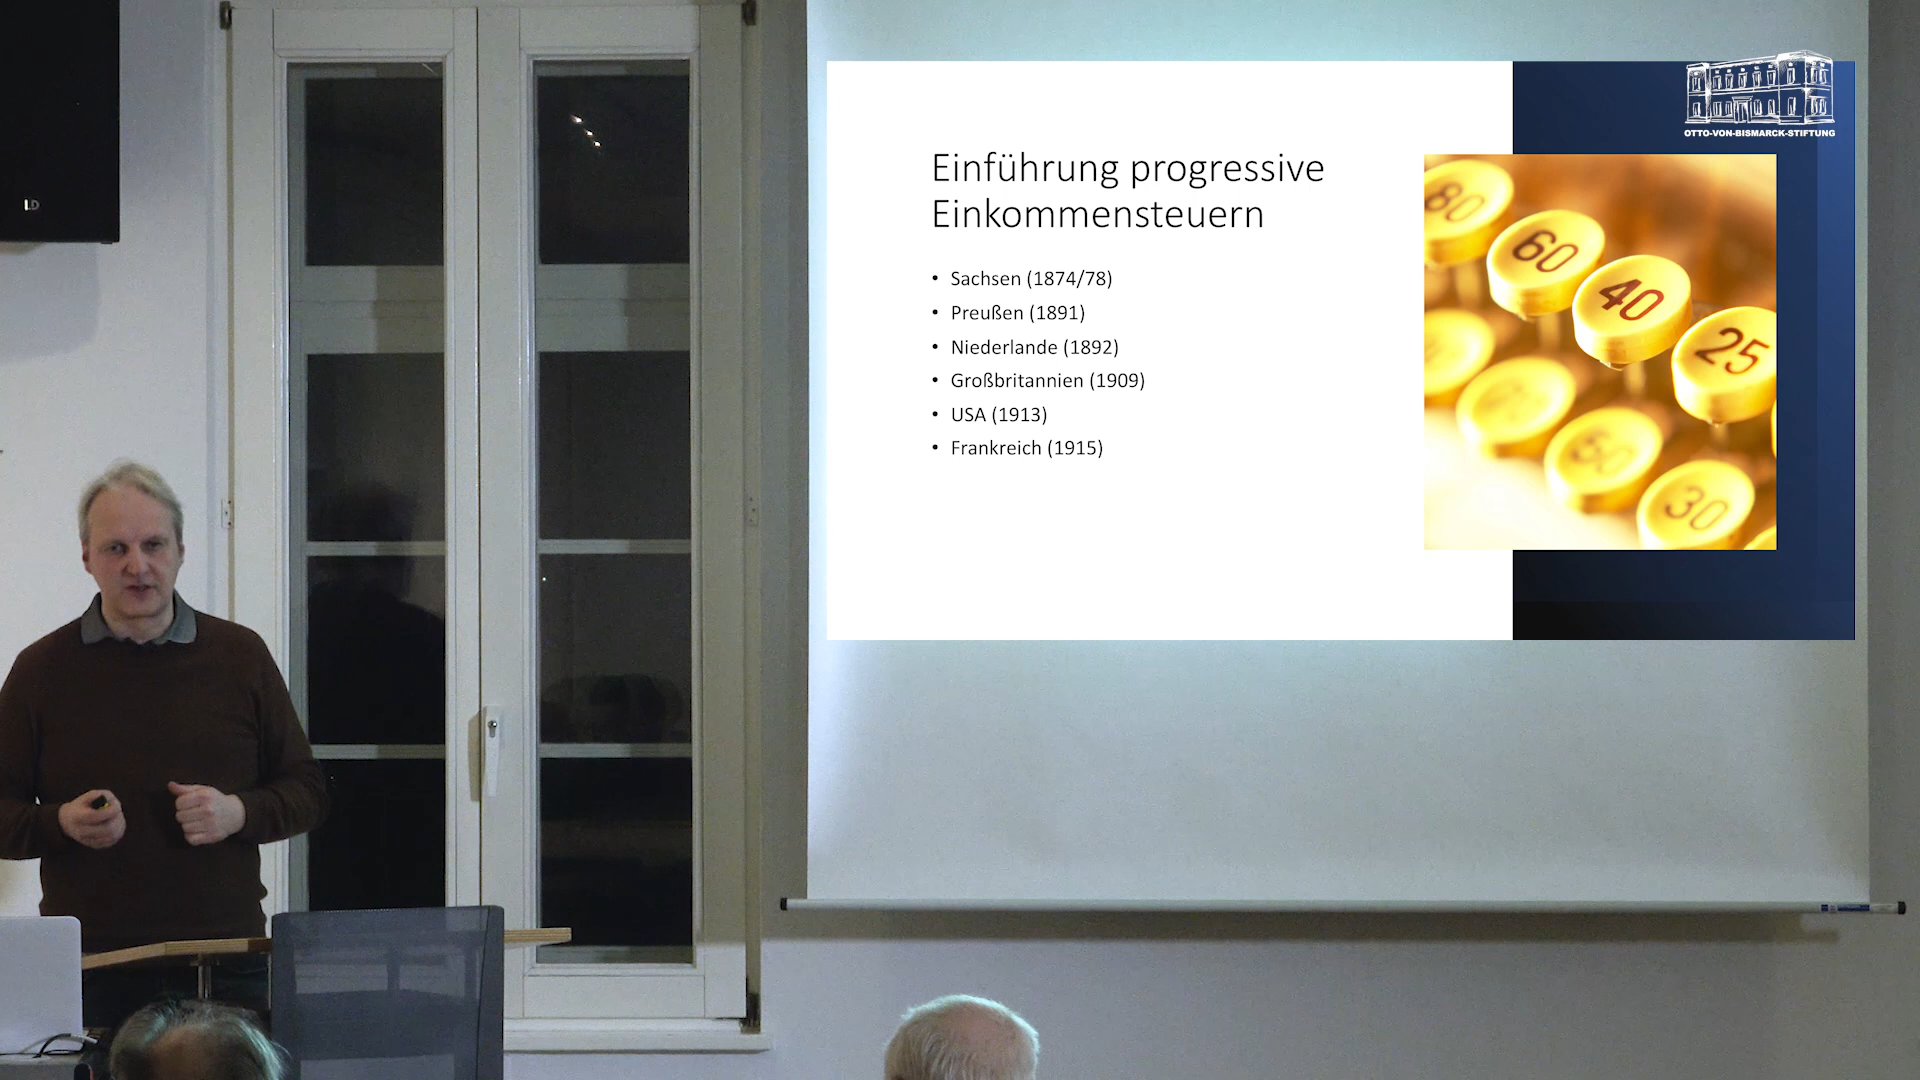 OTTO-VON-BISMARCK-STIFTUNG
Einführung progressive
Einkommensteuern
• Sachsen (1874/78)
• Preußen (1891)
• Niederlande (1892)
• Großbritannien (1909)
• USA (1913)
• Frankreich (1915)
80
60
40
25
60
30